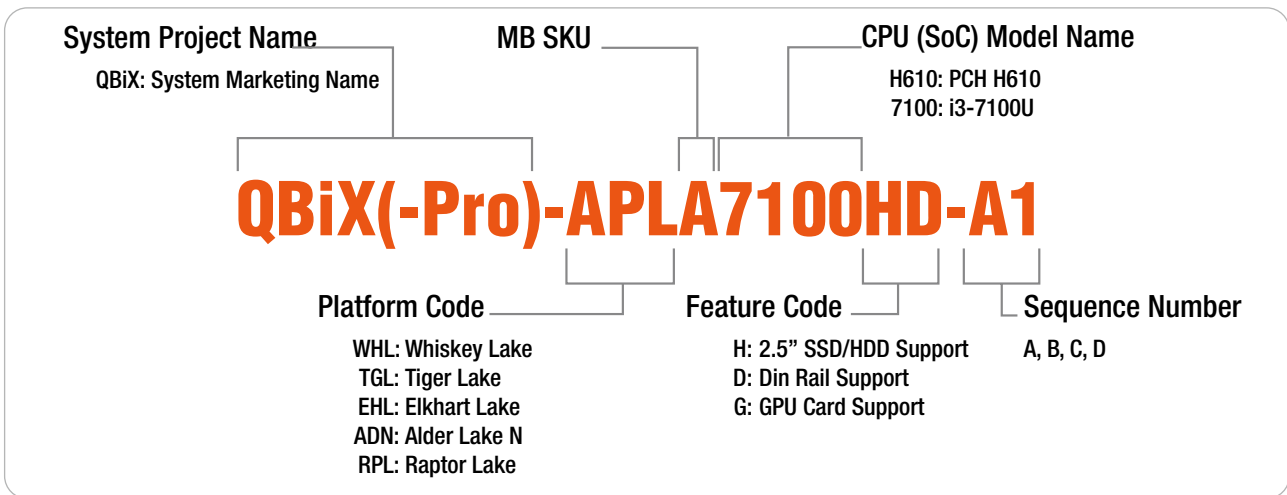 System Project Name
QBiX: System Marketing Name
MB SKU
CPU (SoC) Model Name
H610: PCH H610
7100: i3-7100U
QBiX(-Pro)-APLA7100HD-A1
Platform Code
WHL: Whiskey Lake
TGL: Tiger Lake
EHL: Elkhart Lake
ADN: Alder Lake N
RPL: Raptor Lake
Feature Code
H: 2.5” SSD/HDD Support
D: Din Rail Support
G: GPU Card Support
Sequence Number
A, B, C, D